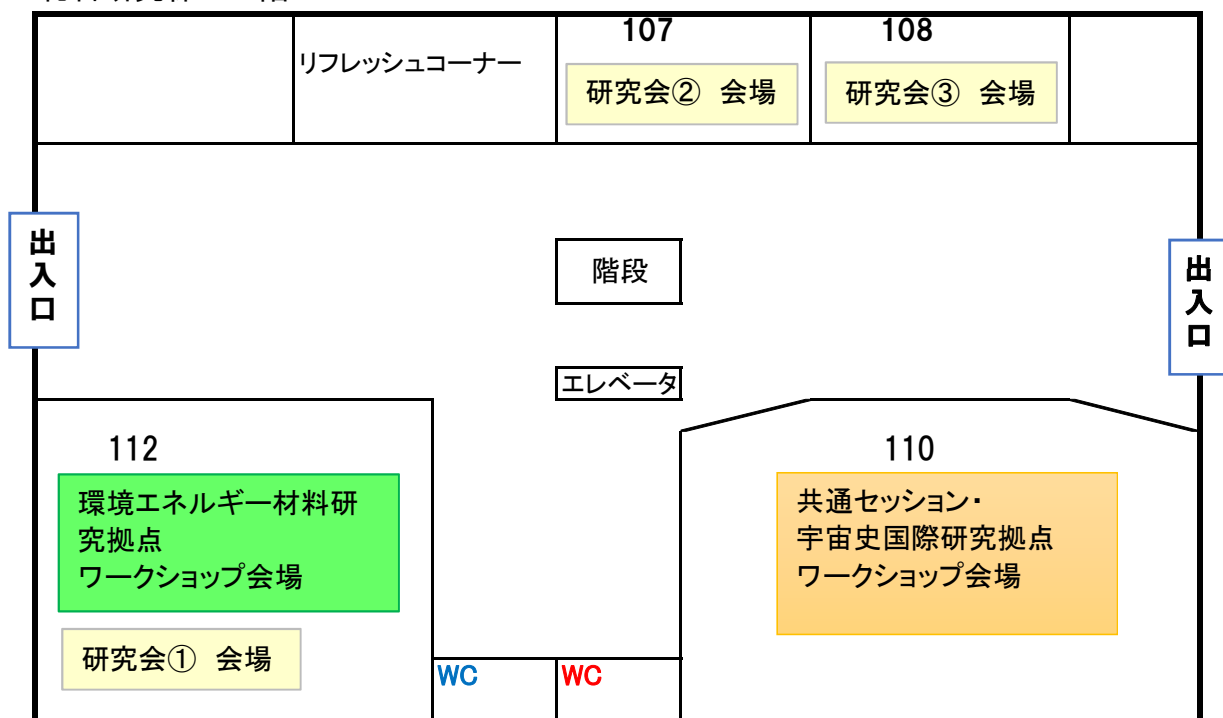 107
108
リフレッシュコーナー
研究会② 会場
研究会③ 会場
出入口
階段
出入口
エレベータ
112
110
環境エネルギー材料研
究拠点
ワークショップ会場
共通セッション・
宇宙史国際研究拠点
ワークショップ会場
研究会① 会場
WC
WC